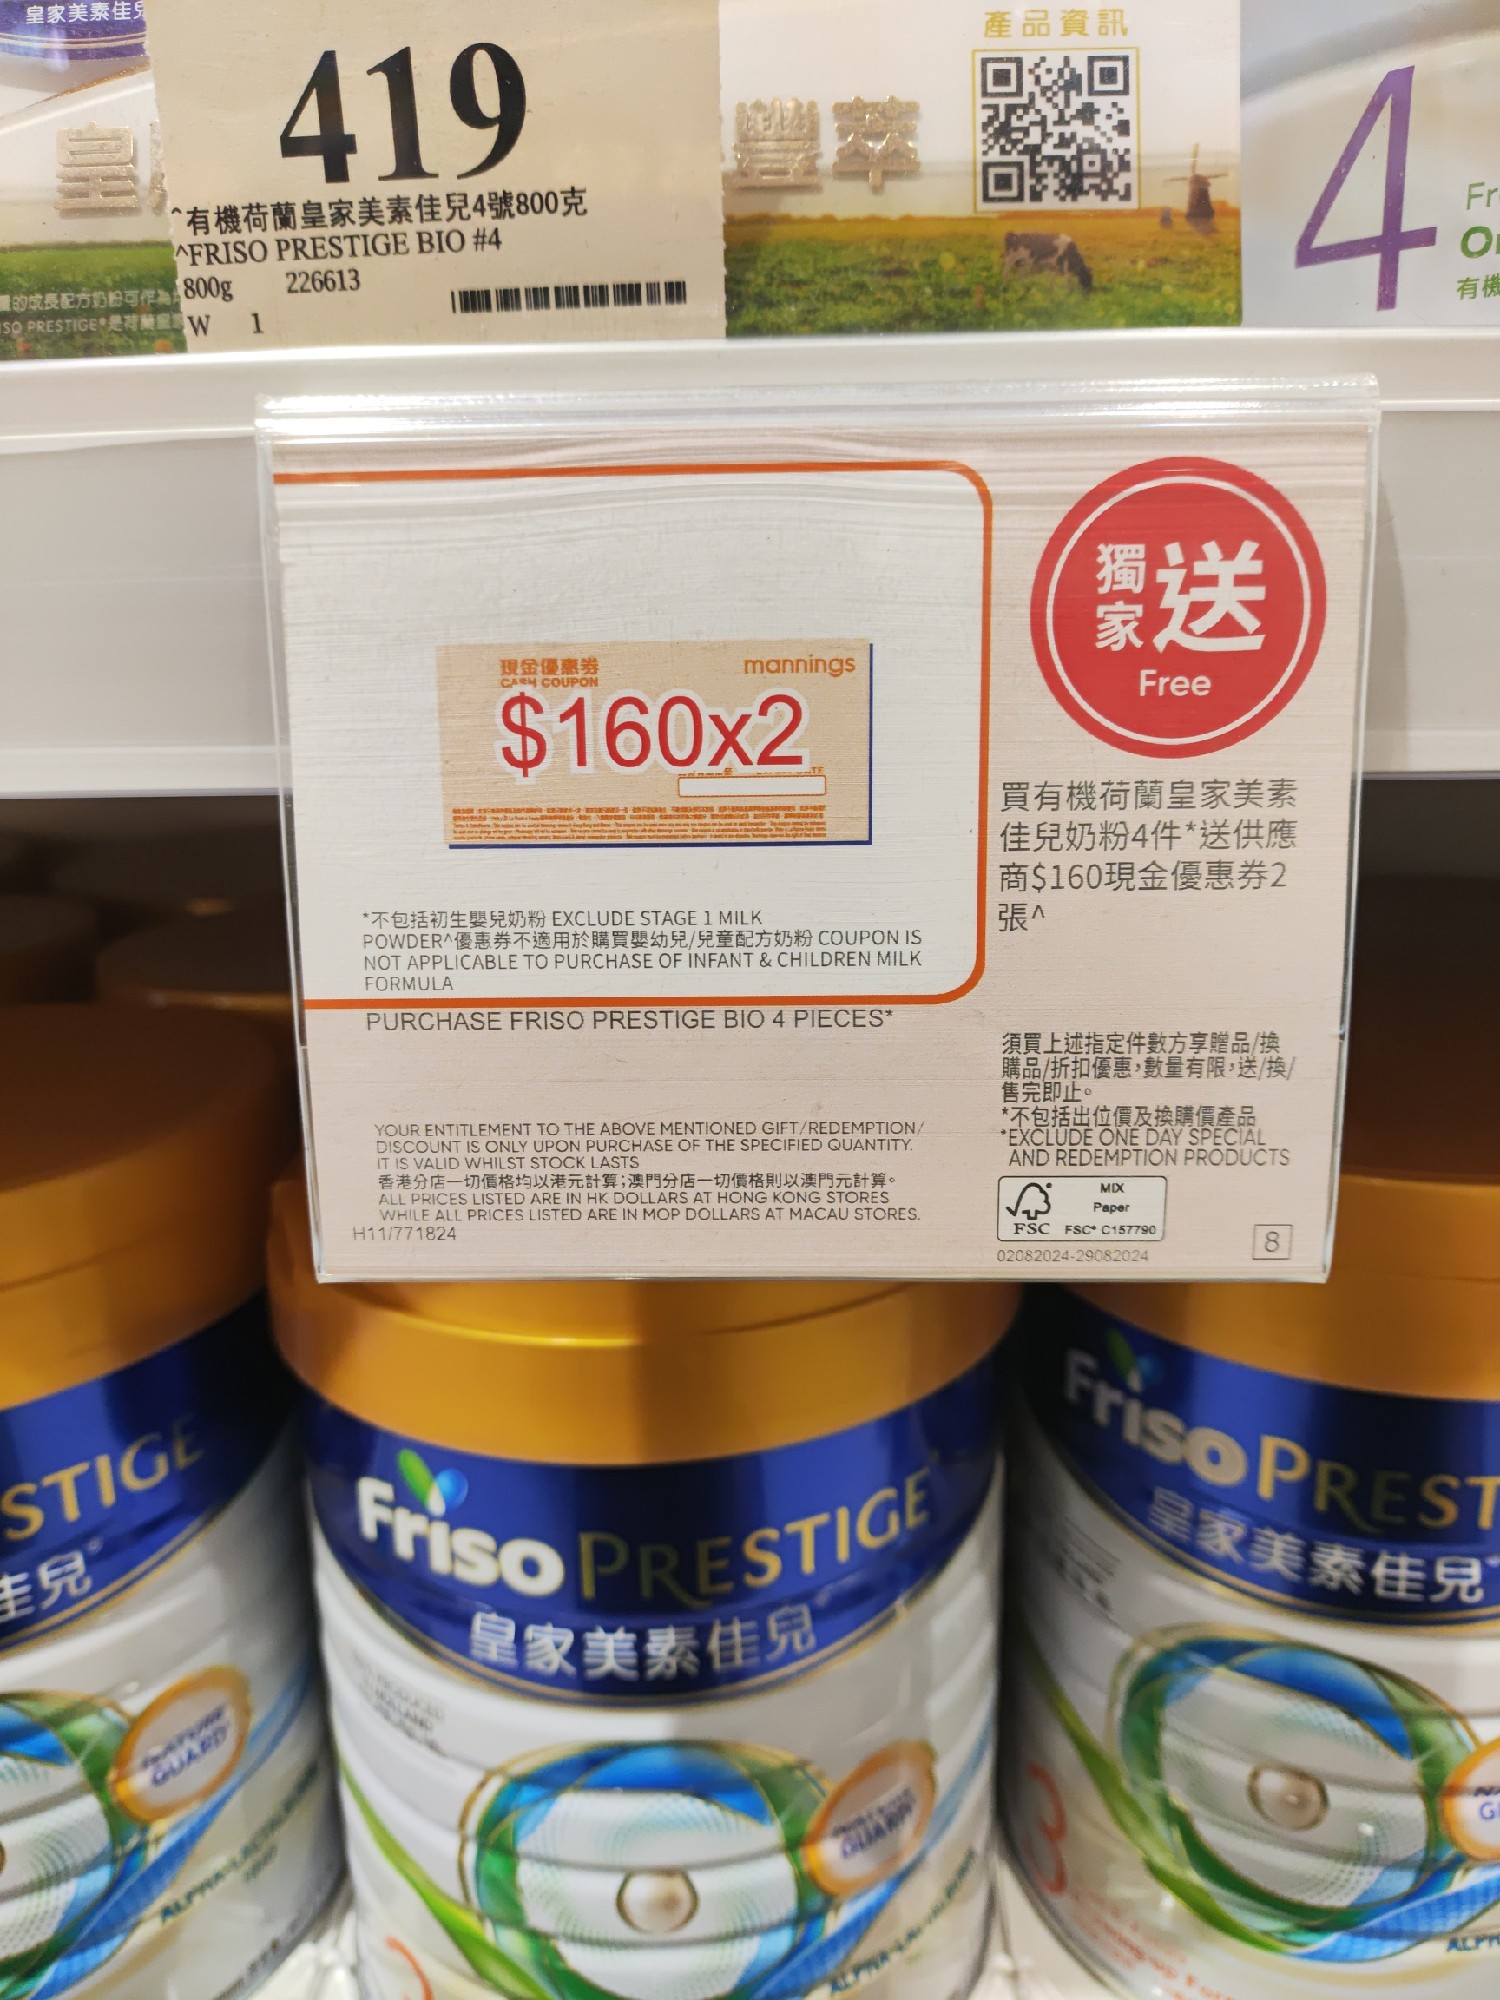 皇家美素佳兒
419
^有機荷蘭皇家美素佳兒4號800克
^FRISO PRESTIGE BIO #4
800g 226613
W 1
產品資訊
豐萃
4
有機
獨家送
Free
現金優惠券
CASH COUPON
mannings
$160x2
買有機荷蘭皇家美素
佳兒奶粉4件*送供應
商$160現金優惠券2
張^
*不包括初生嬰兒奶粉 EXCLUDE STAGE 1 MILK
POWDER^優惠券不適用於購買嬰幼兒/兒童配方奶粉 COUPON IS
NOT APPLICABLE TO PURCHASE OF INFANT & CHILDREN MILK
FORMULA
PURCHASE FRISO PRESTIGE BIO 4 PIECES*
須買上述指定件數方享贈品/換
購品/折扣優惠,數量有限,送/換/
售完即止。
*不包括出位價及換購價產品
*EXCLUDE ONE DAY SPECIAL
AND REDEMPTION PRODUCTS
YOUR ENTITLEMENT TO THE ABOVE MENTIONED GIFT/REDEMPTION/
DISCOUNT IS ONLY UPON PURCHASE OF THE SPECIFIED QUANTITY.
IT IS VALID WHILST STOCK LASTS
香港分店一切價格均以港元計算;澳門分店一切價格則以澳門元計算。
ALL PRICES LISTED ARE IN HK DOLLARS AT HONG KONG STORES
WHILE ALL PRICES LISTED ARE IN MOP DOLLARS AT MACAU STORES.
H11/771824
FSC
MIX
Paper
FSC® C157790
02082024-29082024
8
STIGE
佳兒
GUARD
Friso PRESTIGE
皇家美素佳兒
GUARD
Friso PREST
皇家美素佳兒
3